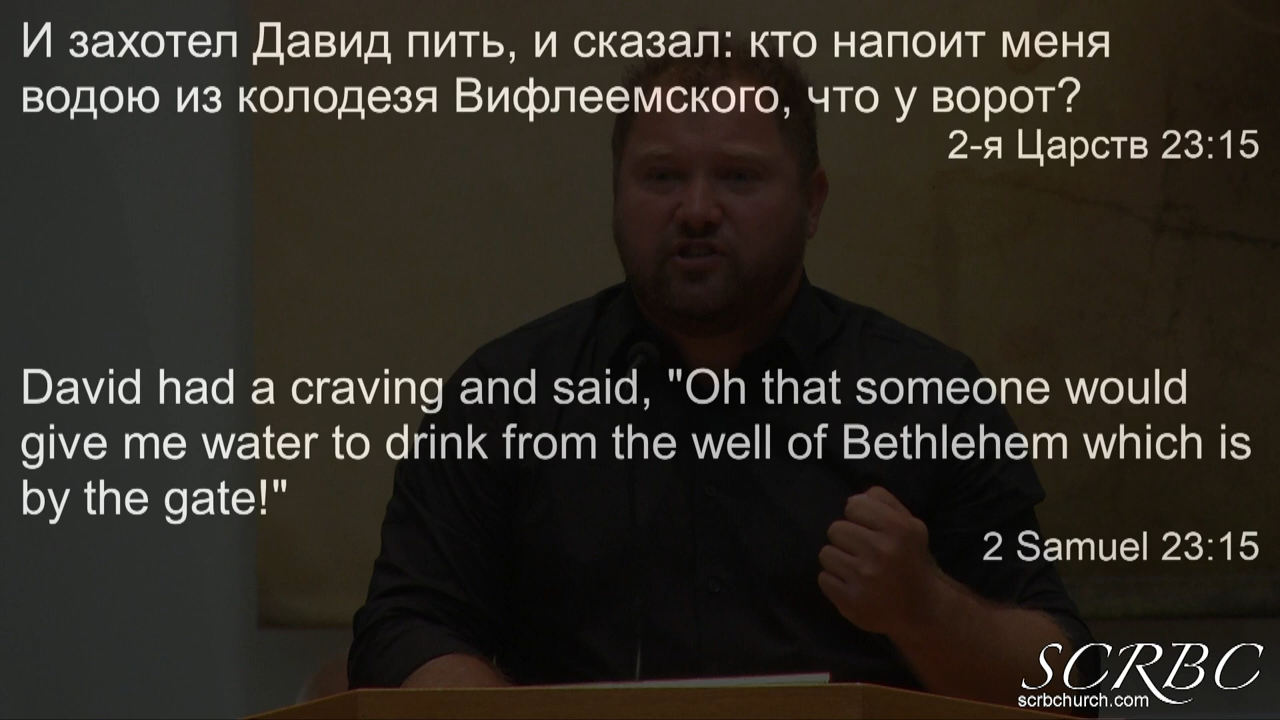 И захотел Давид пить, и сказал: кто напоит меня
водою из колодезя Вифлеемского, что у ворот?
2-я Царств 23:15
David had a craving and said, "Oh that someone would
give me water to drink from the well of Bethlehem which is
by the gate!"
2 Samuel 23:15
SCRBC
scrbchurch.com